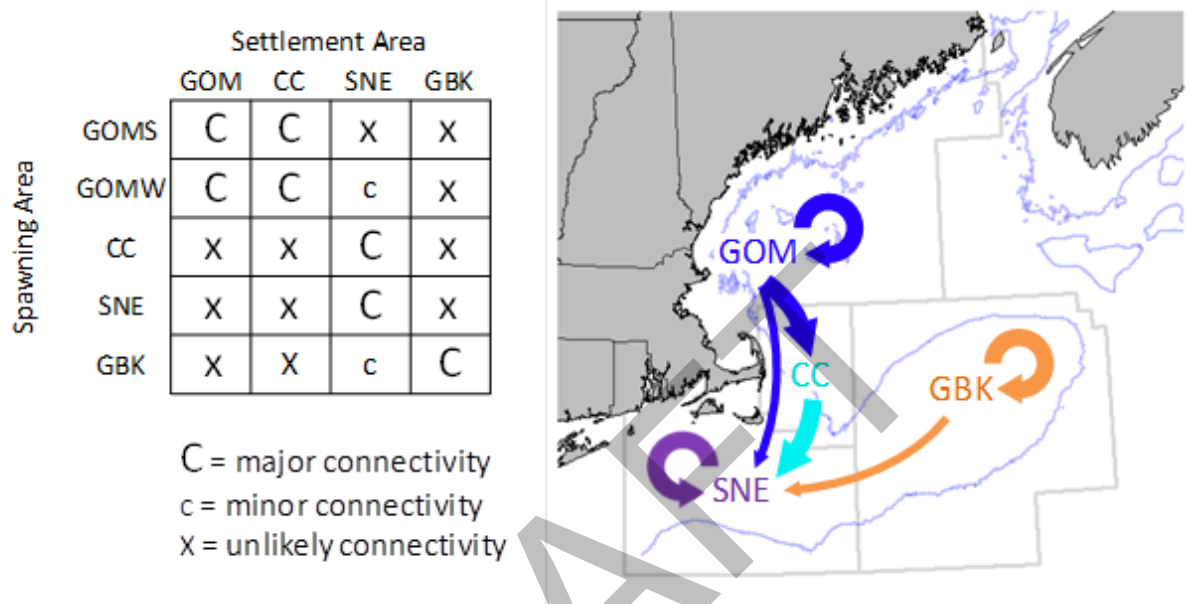 Settlement Area
GOM CC SNE GBK
Spawning Area
GOMS C C x x
GOMW C C c x
CC x x C x
SNE x x C x
GBK x x c C
C = major connectivity
c = minor connectivity
X = unlikely connectivity
GOM
CC
GBK
SNE
AFT